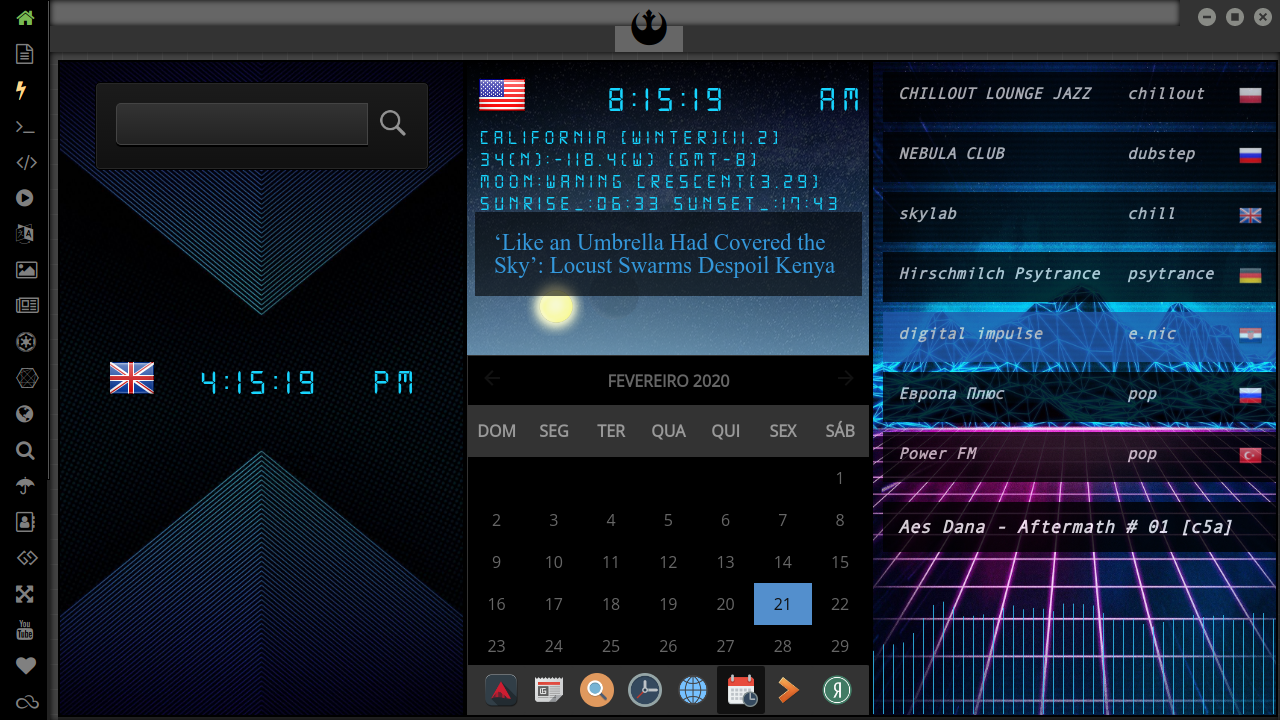 8:15:19 AM
CALIFORNIA (WINTER)(11.2)
34(N):-118.4(W) (GMT-8)
MOON:WANING CRESCENT(3.29)
SUNRISE_:06:33 SUNSET_:17:43
‘Like an Umbrella Had Covered the
Sky’: Locust Swarms Despoil Kenya
4:15:19 PM
FEVEREIRO 2020
DOM SEG TER QUA QUI SEX SÁB
1
2 3 4 5 6 7 8
9 10 11 12 13 14 15
16 17 18 19 20 21 22
23 24 25 26 27 28 29
CHILLOUT LOUNGE JAZZ chillout
NEBULA CLUB dubstep
skylab chill
Hirschmilch Psytrance psytrance
digital impulse e.nic
Европа Плюс pop
Power FM pop
Aes Dana - Aftermath # 01 [c5a]
You
Tube
Я